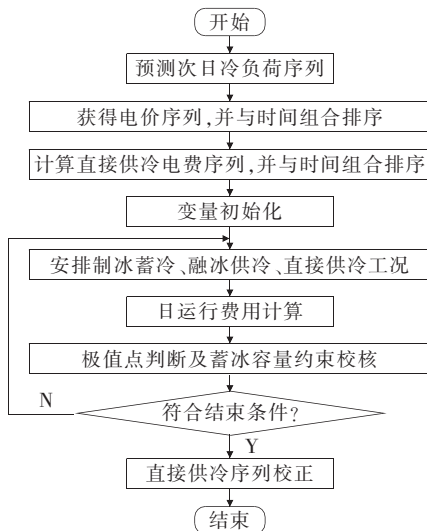 开始
预测次日冷负荷序列
获得电价序列,并与时间组合排序
计算直接供冷电费序列,并与时间组合排序
变量初始化
安排制冰蓄冷、融冰供冷、直接供冷工况
日运行费用计算
极值点判断及蓄冰容量约束校核
N
符合结束条件?
Y
直接供冷序列校正
结束